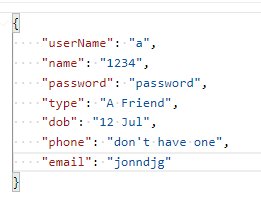 {
    "userName": "a",
    "name": "1234",
    "password": "password",
    "type": "A Friend",
    "dob": "12 Jul",
    "phone": "don't have one",
    "email": "jonndjg"
}